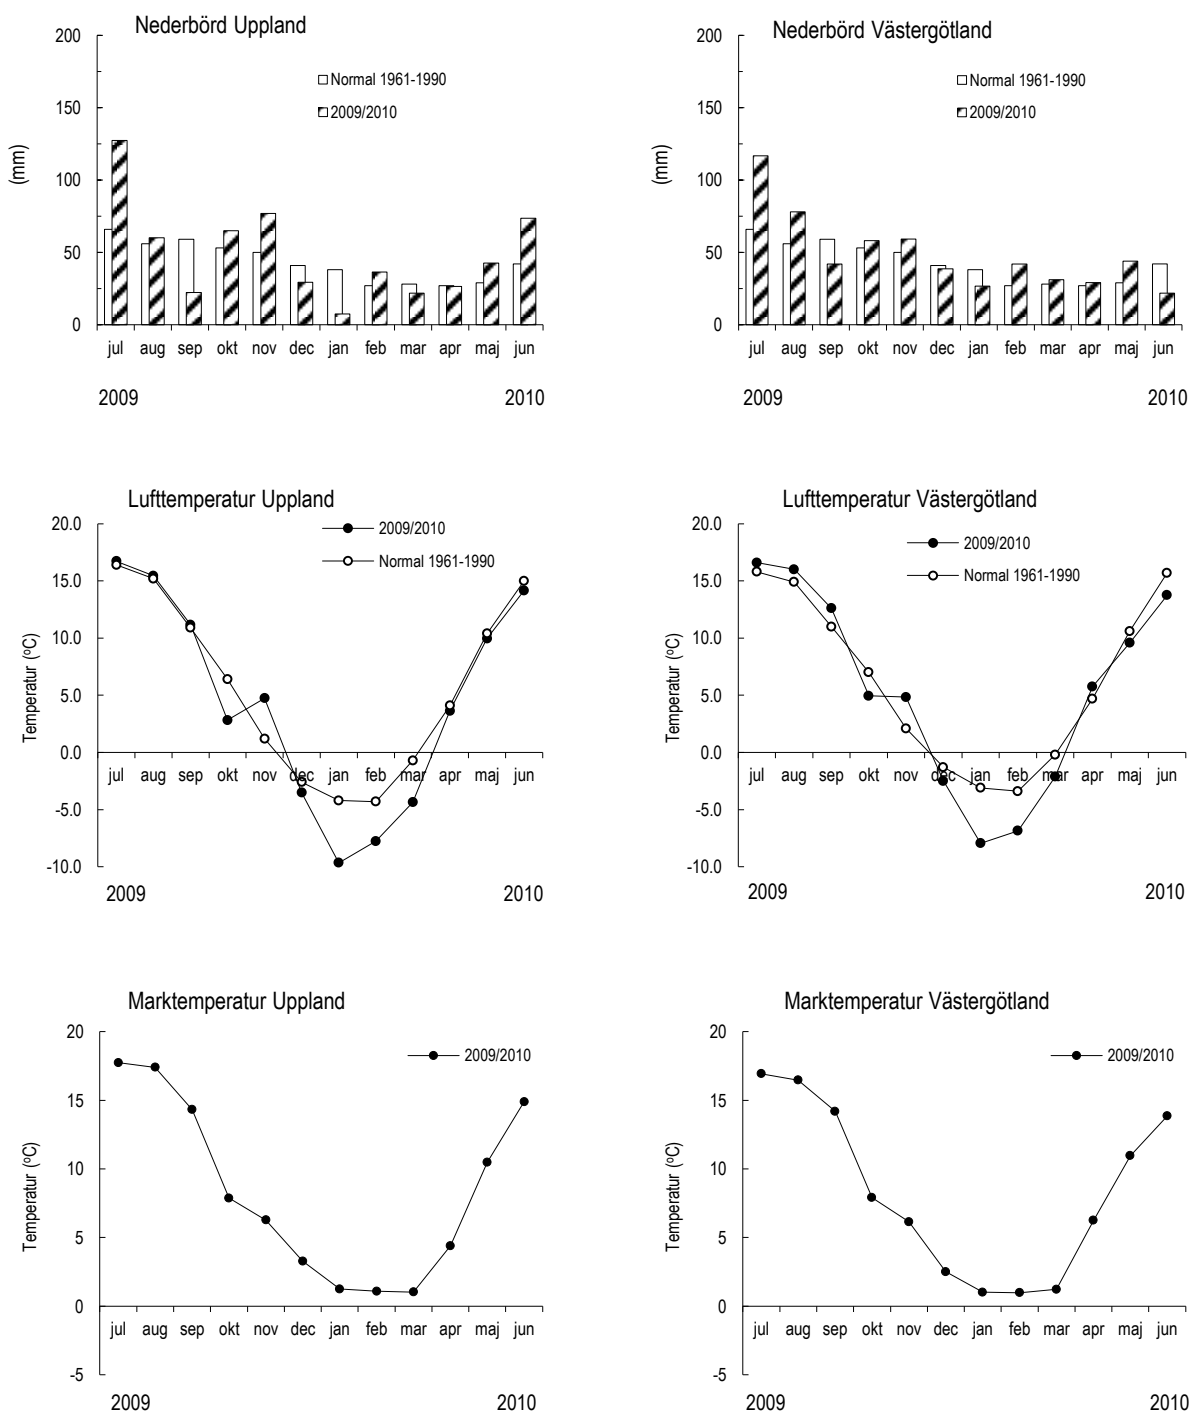 Nederbörd Uppland
200
150
100
50
0
(mm)
Normal 1961-1990
2009/2010
jul aug sep okt nov dec jan feb mar apr maj jun
2009 2010
Nederbörd Västergötland
200
150
100
50
0
(mm)
Normal 1961-1990
2009/2010
jul aug sep okt nov dec jan feb mar apr maj jun
2009 2010
Lufttemperatur Uppland
20.0
15.0
10.0
5.0
0.0
-5.0
-10.0
Temperatur (ºC)
2009/2010
Normal 1961-1990
jul aug sep okt nov dec jan feb mar apr maj jun
2009 2010
Lufttemperatur Västergötland
20.0
15.0
10.0
5.0
0.0
-5.0
-10.0
Temperatur (ºC)
2009/2010
Normal 1961-1990
jul aug sep okt nov dec jan feb mar apr maj jun
2009 2010
Marktemperatur Uppland
20
15
10
5
0
-5
Temperatur (ºC)
2009/2010
jul aug sep okt nov dec jan feb mar apr maj jun
2009 2010
Marktemperatur Västergötland
20
15
10
5
0
-5
Temperatur (ºC)
2009/2010
jul aug sep okt nov dec jan feb mar apr maj jun
2009 2010